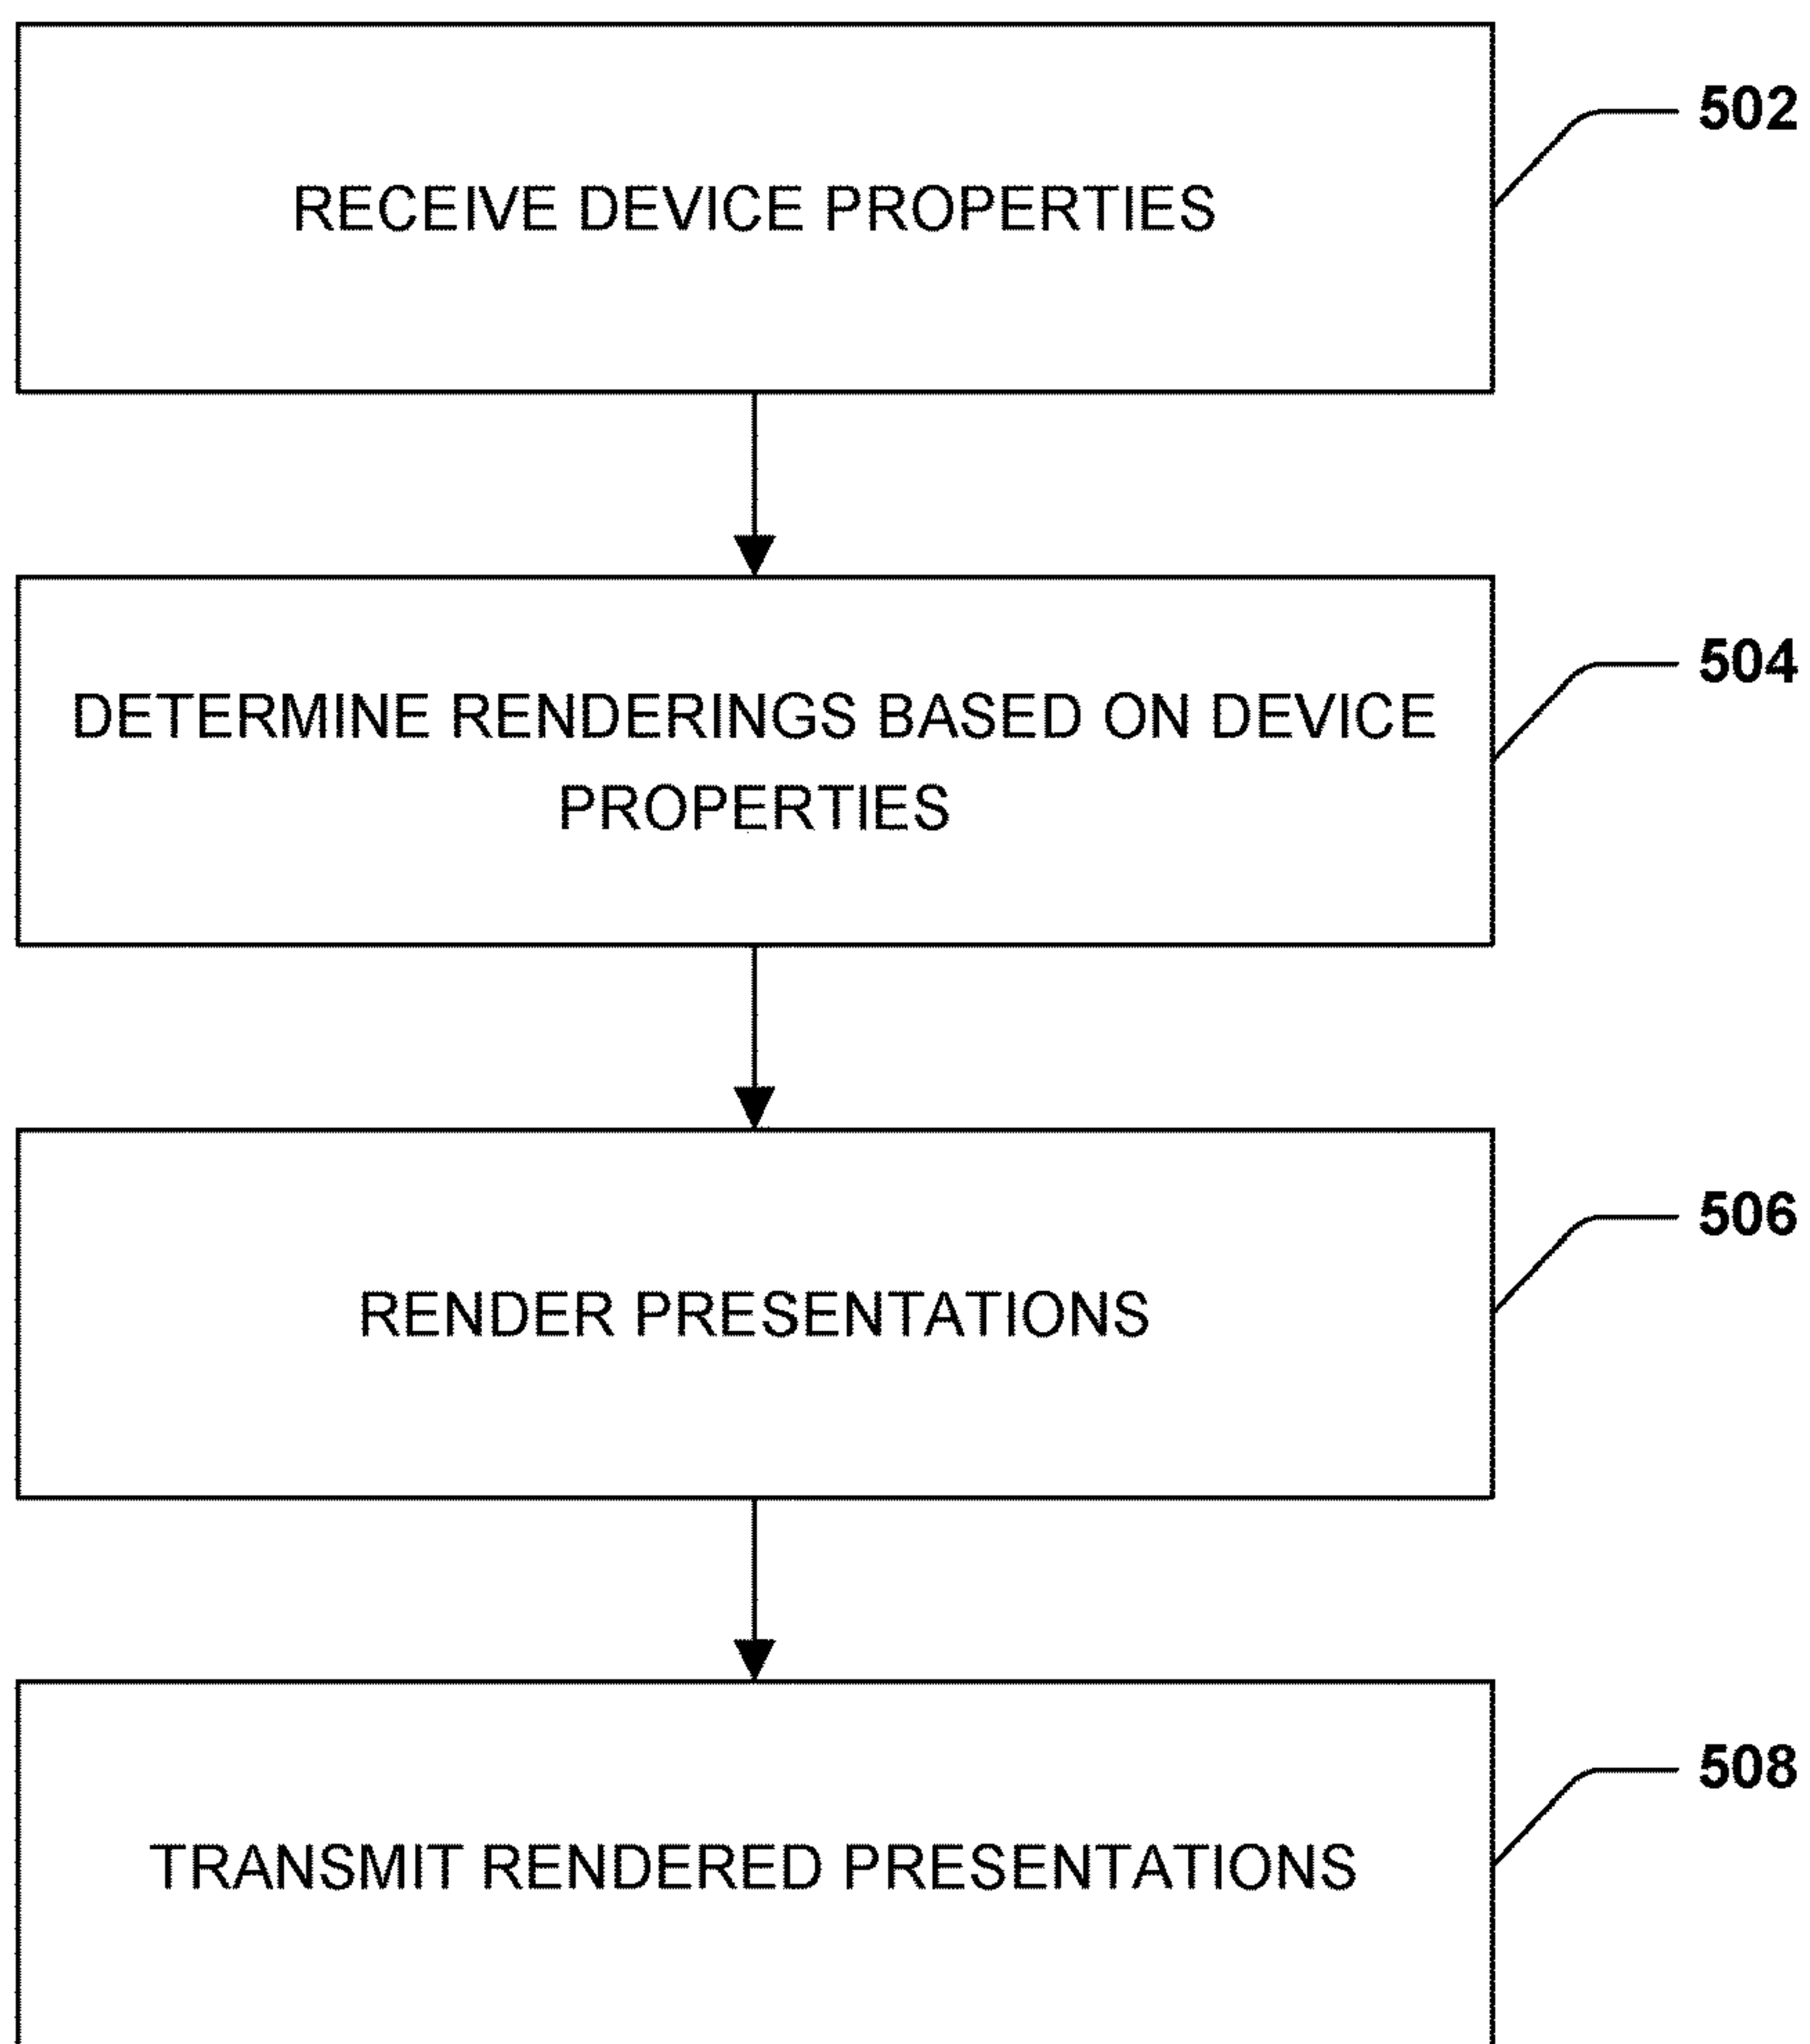 502
RECEIVE DEVICE PROPERTIES
504
DETERMINE RENDERINGS BASED ON DEVICE
PROPERTIES
506
RENDER PRESENTATIONS
508
TRANSMIT RENDERED PRESENTATIONS